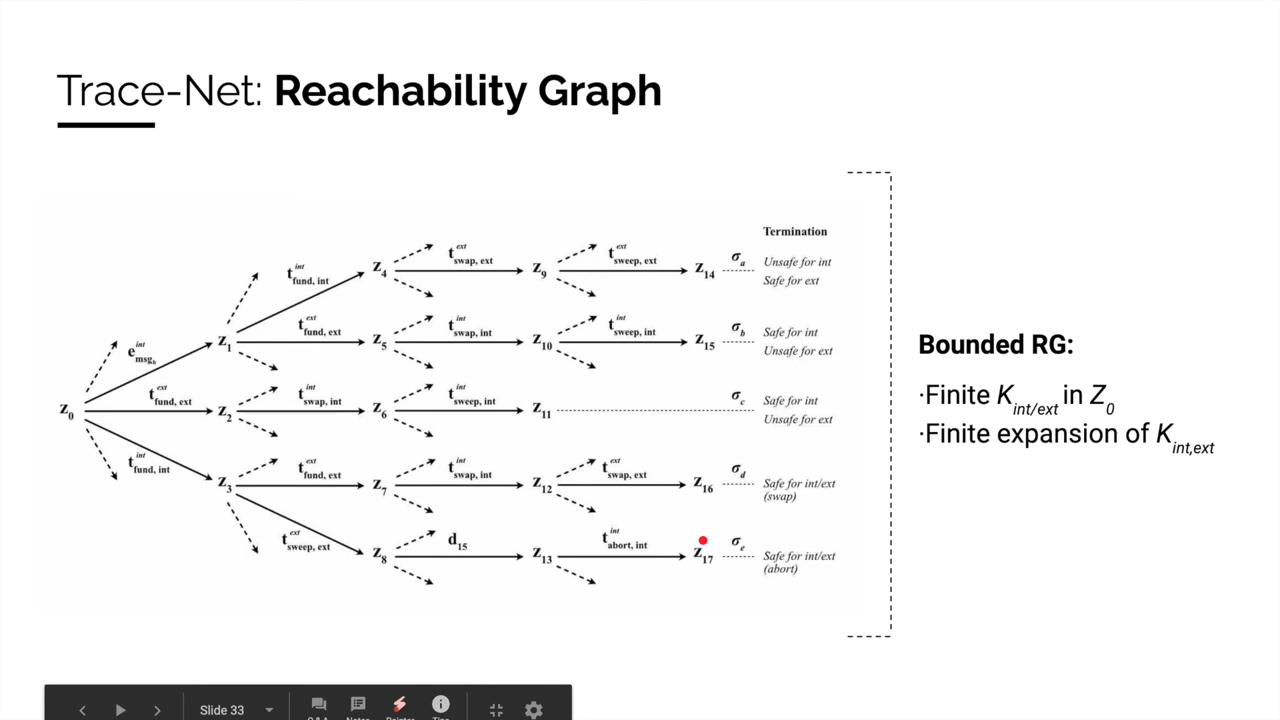 Trace-Net: Reachability Graph
Termination
Z4 t swap, ext ext Z9 t sweep, ext ext Z14 σa Unsafe for int
Safe for ext
t fund, int int
Z1 t fund, ext ext Z5 t swap, int int Z10 t sweep, int int Z15 σb Safe for int
Unsafe for ext
e msgh int
Z0 t fund, ext ext Z2 t swap, int int Z6 t sweep, int int Z11 σc Safe for int
Unsafe for ext
t fund, int int
Z3 t fund, ext ext Z7 t swap, int int Z12 t swap, ext ext Z16 σd Safe for int/ext
(swap)
t sweep, ext ext
Z8 d15 Z13 t abort, int int Z17 σe Safe for int/ext
(abort)
Bounded RG:
·Finite Kint/ext in Z0
·Finite expansion of Kint,ext
Slide 33